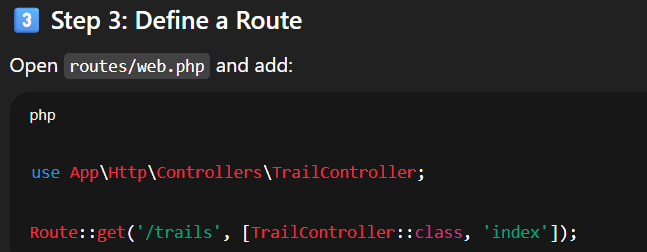 3 Step 3: Define a Route
Open routes/web.php and add:
php
use App\Http\Controllers\TrailController;
Route::get('/trails', [TrailController::class, 'index']);